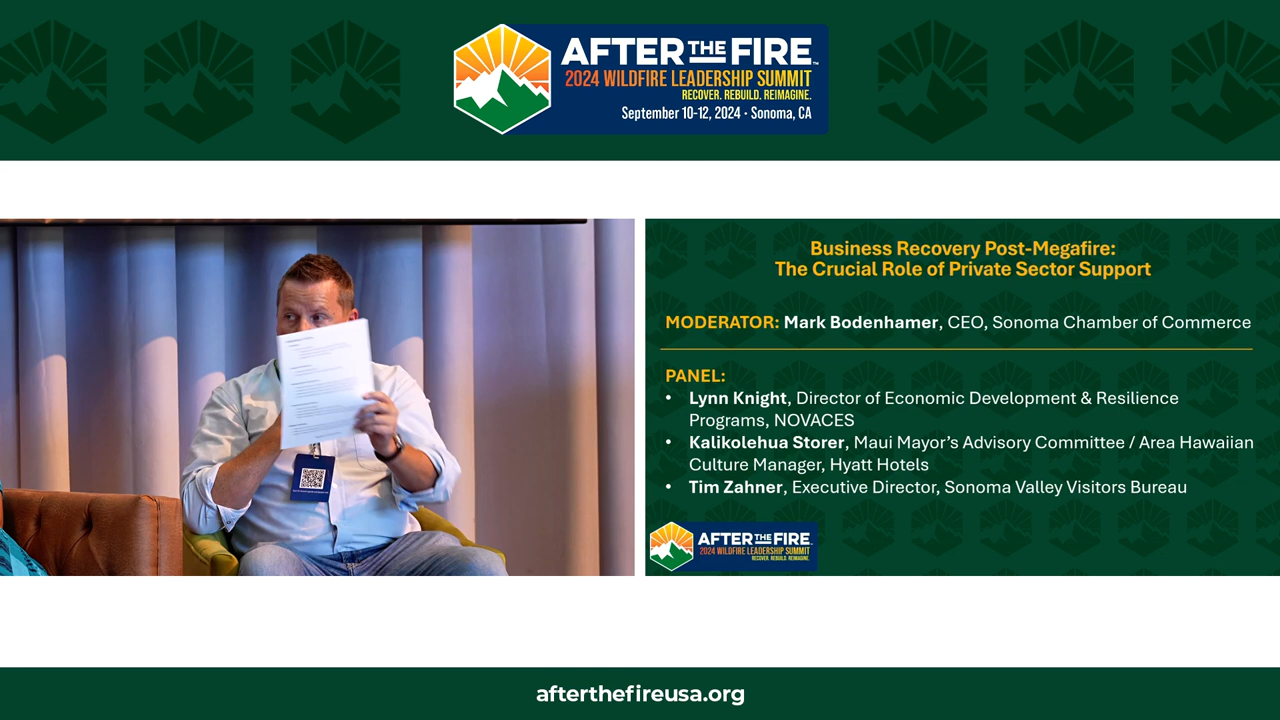 AFTER THE FIRE™
2024 WILDFIRE LEADERSHIP SUMMIT
RECOVER. REBUILD. REIMAGINE.
September 10-12, 2024 · Sonoma, CA
Business Recovery Post-Megafire:
The Crucial Role of Private Sector Support
MODERATOR: Mark Bodenhamer, CEO, Sonoma Chamber of Commerce
PANEL:
• Lynn Knight, Director of Economic Development & Resilience
Programs, NOVACES
• Kalikolehua Storer, Maui Mayor’s Advisory Committee / Area Hawaiian
Culture Manager, Hyatt Hotels
• Tim Zahner, Executive Director, Sonoma Valley Visitors Bureau
AFTER THE FIRE
2024 WILDFIRE LEADERSHIP SUMMIT
RECOVER. REBUILD. REIMAGINE.
afterthefireusa.org